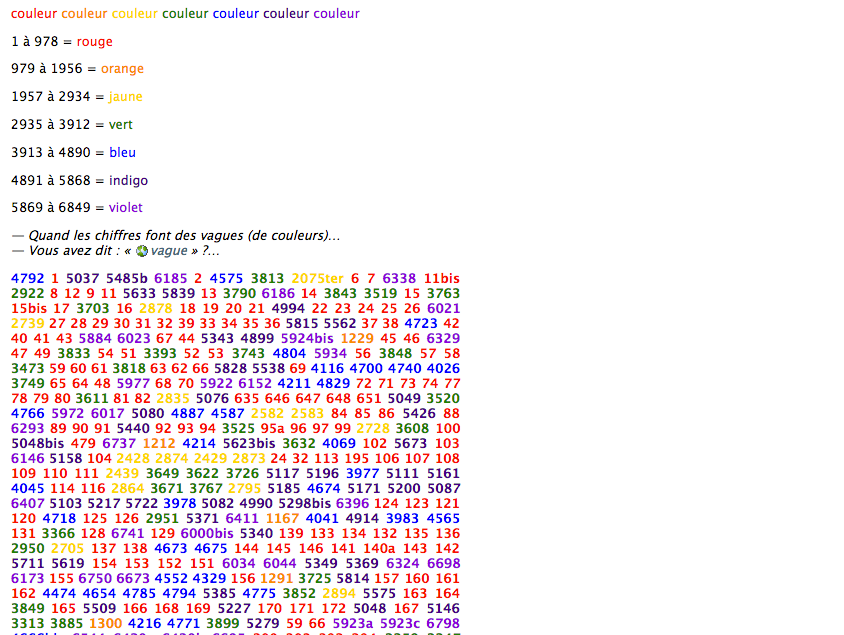 couleur couleur couleur couleur couleur couleur couleur
1 à 978 = rouge
979 à 1956 = orange
1957 à 2934 = jaune
2935 à 3912 = vert
3913 à 4890 = bleu
4891 à 5868 = indigo
5869 à 6849 = violet
— Quand les chiffres font des vagues (de couleurs)…
— Vous avez dit : « vague » ?…
4792 1 5037 5485b 6185 2 4575 3813 2075ter 6 7 6338 11bis
2922 8 12 9 11 5633 5839 13 3790 6186 14 3843 3519 15 3763
15bis 17 3703 16 2878 18 19 20 21 4994 22 23 24 25 26 6021
2739 27 28 29 30 31 32 39 33 34 35 36 5815 5562 37 38 4723 42
40 41 43 5884 6023 67 44 5343 4899 5924bis 1229 45 46 6329
47 49 3833 54 51 3393 52 53 3743 4804 5934 56 3848 57 58
3473 59 60 61 3818 63 62 66 5828 5538 69 4116 4700 4740 4026
3749 65 64 48 5977 68 70 5922 6152 4211 4829 72 71 73 74 77
78 79 80 3611 81 82 2835 5076 635 646 647 648 651 5049 3520
4766 5972 6017 5080 4887 4587 2582 2583 84 85 86 5426 88
6293 89 90 91 5440 92 93 94 3525 95a 96 97 99 2728 3608 100
5048bis 479 6737 1212 4214 5623bis 3632 4069 102 5673 103
6146 5158 104 2428 2874 2429 2873 24 32 113 195 106 107 108
109 110 111 2439 3649 3622 3726 5117 5196 3977 5111 5161
4045 114 116 2864 3671 3767 2795 5185 4674 5171 5200 5087
6407 5103 5217 5722 3978 5082 4990 5298bis 6396 124 123 121
120 4718 125 126 2951 5371 6411 1167 4041 4914 3983 4565
131 3366 128 6741 129 6000bis 5340 139 133 134 132 135 136
2950 2705 137 138 4673 4675 144 145 146 141 140a 143 142
5711 5619 154 153 152 151 6034 6044 5349 5369 6324 6698
6173 155 6750 6673 4552 4329 156 1291 3725 5814 157 160 161
162 4474 4654 4785 4794 5385 4775 3852 2894 5575 163 164
3849 165 5509 166 168 169 5227 170 171 172 5048 167 5146
3313 3885 1300 4216 4771 3899 5279 59 66 5923a 5923c 6798